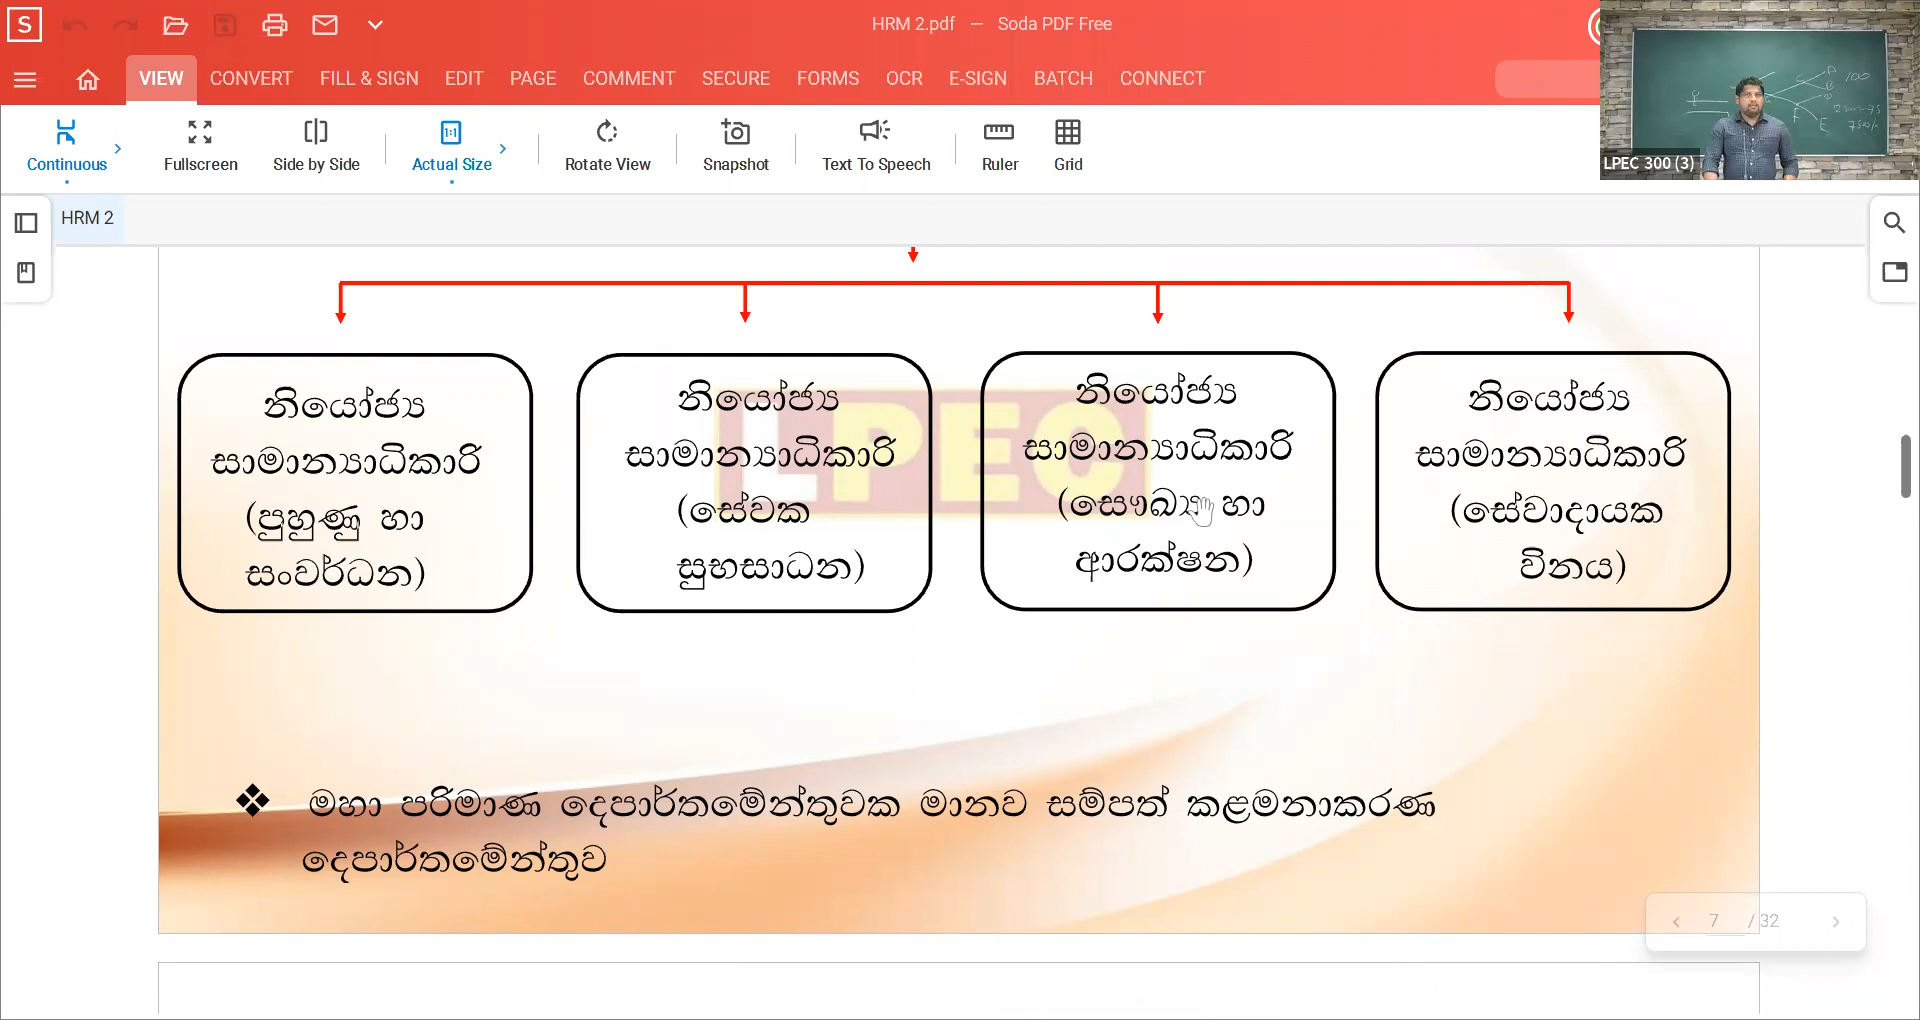 HRM 2.pdf — Soda PDF Free
VIEW CONVERT FILL & SIGN EDIT PAGE COMMENT SECURE FORMS OCR E-SIGN BATCH CONNECT
Continuous Fullscreen Side by Side Actual Size Rotate View Snapshot Text To Speech Ruler Grid
LPEC 300 (3)
HRM 2
නියෝජ්‍ය
සාමාන්‍යාධිකාරි
(පුහුණු හා
සංවර්ධන)
නියෝජ්‍ය
සාමාන්‍යාධිකාරි
(සේවක
සුභසාධන)
නියෝජ්‍ය
සාමාන්‍යාධිකාරි
(සෞඛ්‍ය හා
ආරක්ෂන)
නියෝජ්‍ය
සාමාන්‍යාධිකාරි
(සේවාදායක
විනය)
LPEC
❖ මහා පරිමාණ දෙපාර්තමේන්තුවක මානව සම්පත් කළමනාකරණ
දෙපාර්තමේන්තුව
7 / 32